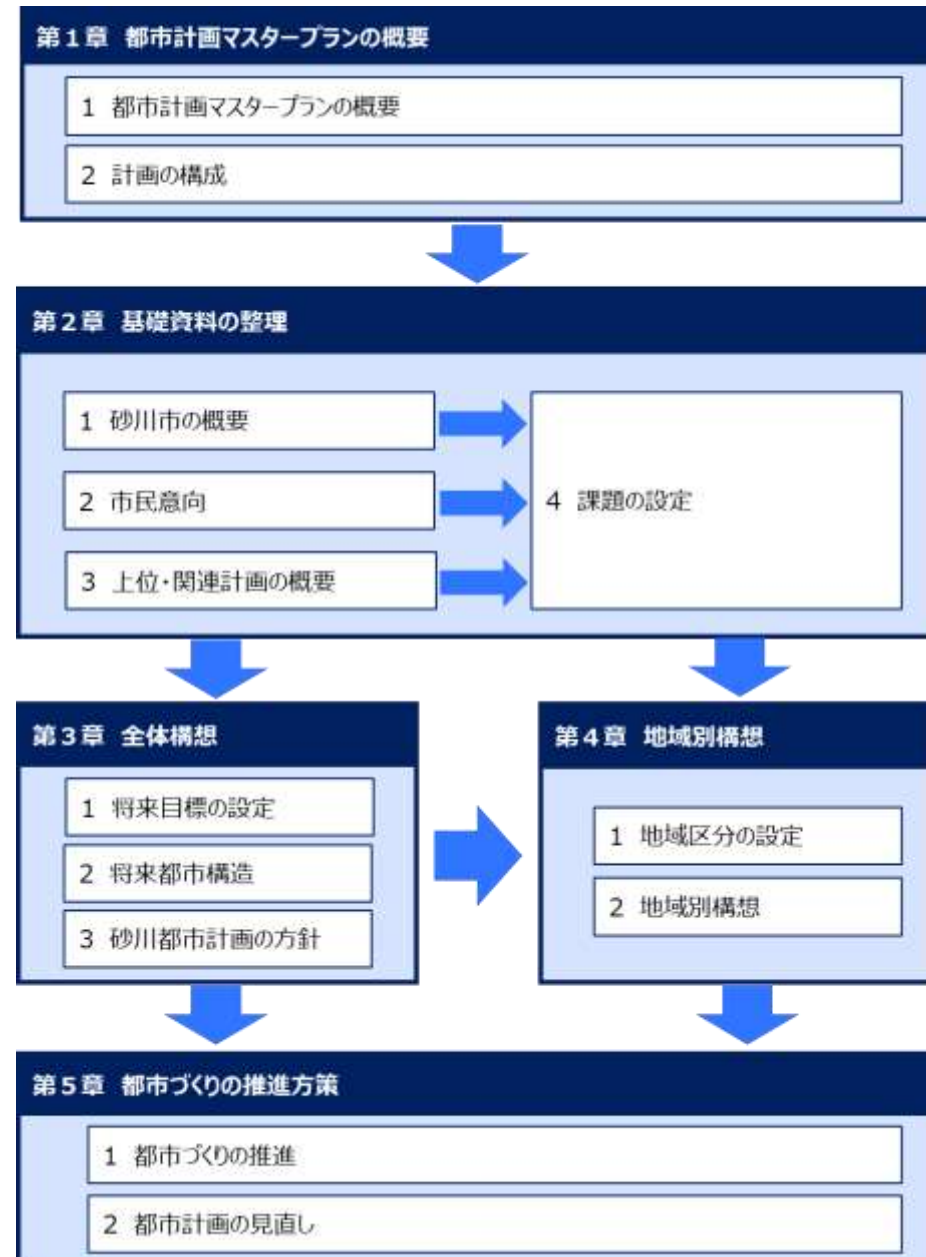 第1章 都市計画マスタープランの概要
1 都市計画マスタープランの概要
2 計画の構成
第2章 基礎資料の整理
1 砂川市の概要
2 市民意向
3 上位・関連計画の概要
4 課題の設定
第3章 全体構想
1 将来目標の設定
2 将来都市構造
3 砂川都市計画の方針
第4章 地域別構想
1 地域区分の設定
2 地域別構想
第5章 都市づくりの推進方策
1 都市づくりの推進
2 都市計画の見直し